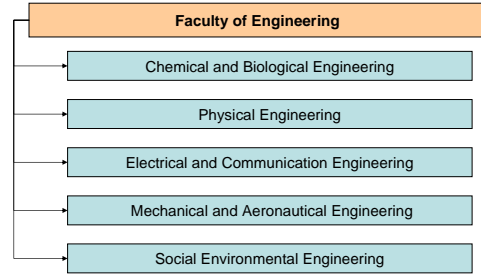 Faculty of Engineering
Chemical and Biological Engineering
Physical Engineering
Electrical and Communication Engineering
Mechanical and Aeronautical Engineering
Social Environmental Engineering